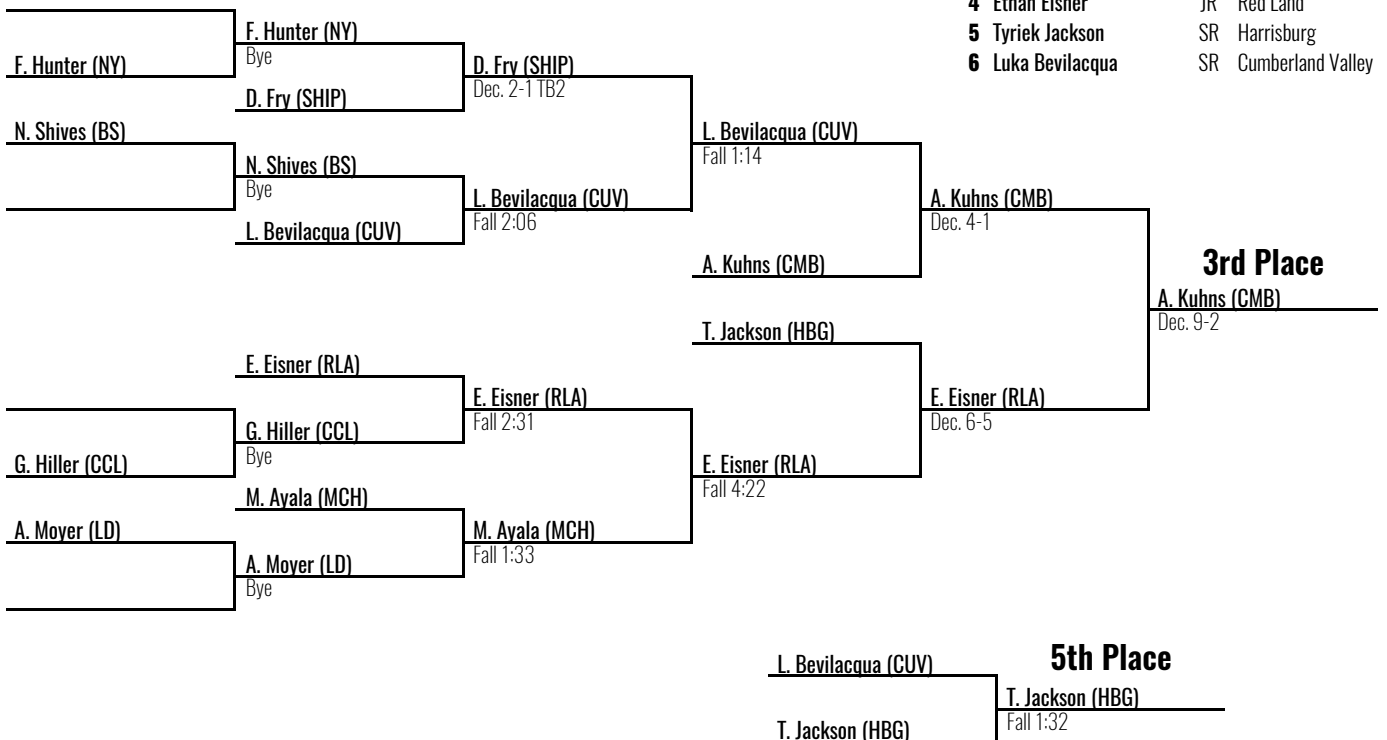 4 Ethan Eisner JR Red Land
5 Tyriek Jackson SR Harrisburg
6 Luka Bevilacqua SR Cumberland Valley
F. Hunter (NY)
F. Hunter (NY)
Bye
D. Fry (SHIP)
D. Fry (SHIP)
Dec. 2-1 TB2
N. Shives (BS)
N. Shives (BS)
Bye
L. Bevilacqua (CUV)
L. Bevilacqua (CUV)
Fall 2:06
L. Bevilacqua (CUV)
Fall 1:14
A. Kuhns (CMB)
A. Kuhns (CMB)
Dec. 4-1
3rd Place
A. Kuhns (CMB)
Dec. 9-2
T. Jackson (HBG)
E. Eisner (RLA)
E. Eisner (RLA)
Fall 2:31
G. Hiller (CCL)
G. Hiller (CCL)
Bye
E. Eisner (RLA)
Dec. 6-5
E. Eisner (RLA)
Fall 4:22
M. Ayala (MCH)
M. Ayala (MCH)
Fall 1:33
A. Moyer (LD)
A. Moyer (LD)
Bye
5th Place
L. Bevilacqua (CUV)
T. Jackson (HBG)
Fall 1:32
T. Jackson (HBG)